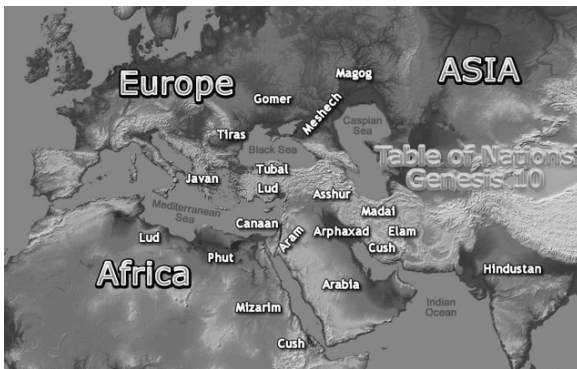 Europe
ASIA
Magog
Gomer
Meshech
Caspian
Sea
Tiras
Black Sea
Table of Nations
Genesis 10
Tubal
Javan
Lud
Asshur
Mediterranean
Sea
Madai
Canaan
Aram
Arphaxad
Elam
Lud
Cush
Phut
Africa
Arabia
Hindustan
Mizarim
Indian
Ocean
Cush